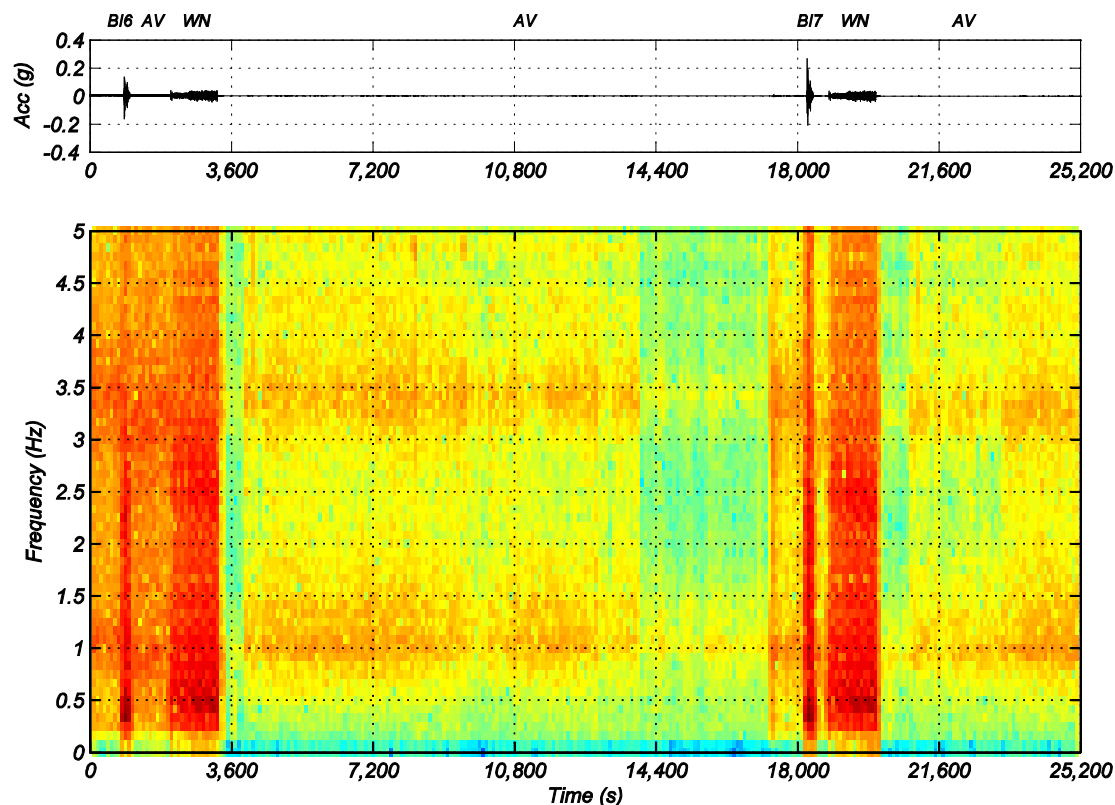 BI6 AV WN AV BI7 WN AV
0.4
0.2
0
-0.2
-0.4
Acc (g)
0 3,600 7,200 10,800 14,400 18,000 21,600 25,200
5
4.5
4
3.5
3
2.5
2
1.5
1
0.5
0
Frequency (Hz)
0 3,600 7,200 10,800 14,400 18,000 21,600 25,200
Time (s)